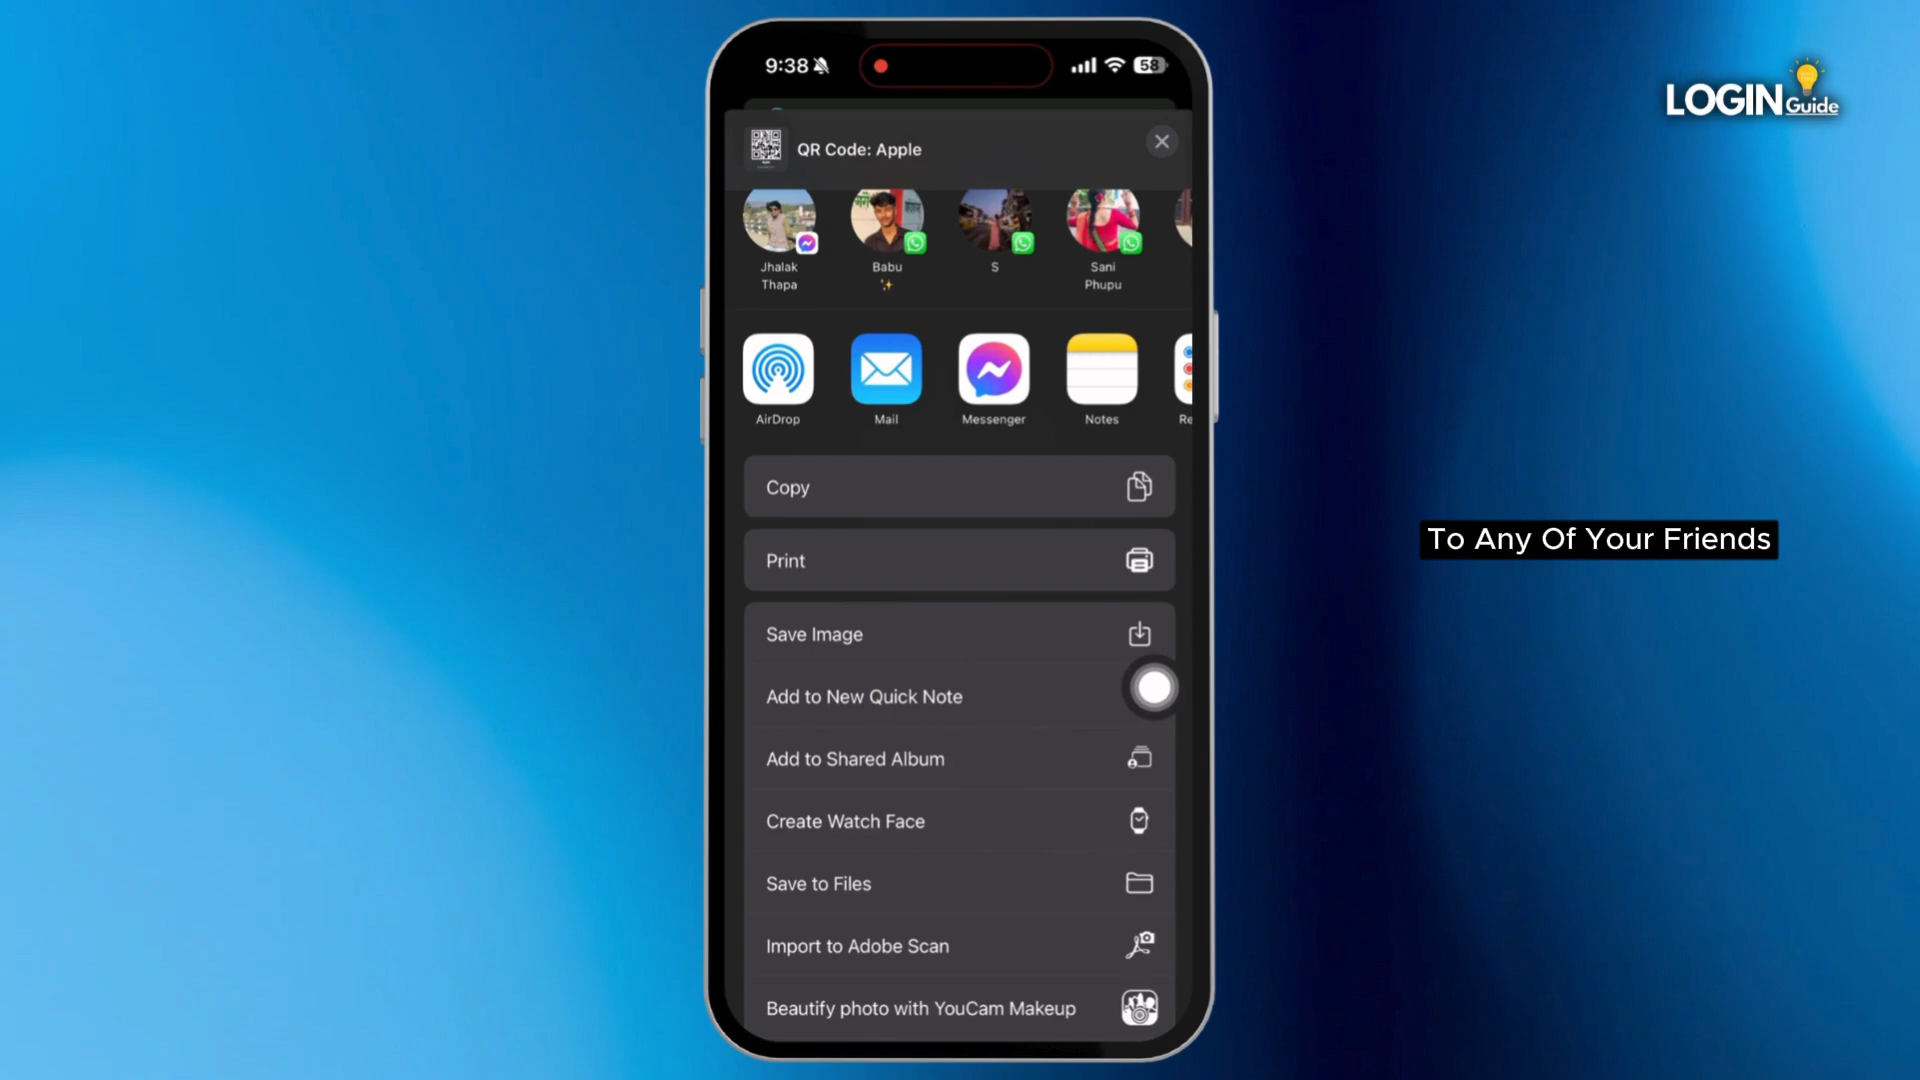 9:38
58
LOGIN Guide
QR Code: Apple
Jhalak
Thapa
Babu
✨
S
Sani
Phupu
AirDrop
Mail
Messenger
Notes
Re
Copy
To Any Of Your Friends
Print
Save Image
Add to New Quick Note
Add to Shared Album
Create Watch Face
Save to Files
Import to Adobe Scan
Beautify photo with YouCam Makeup